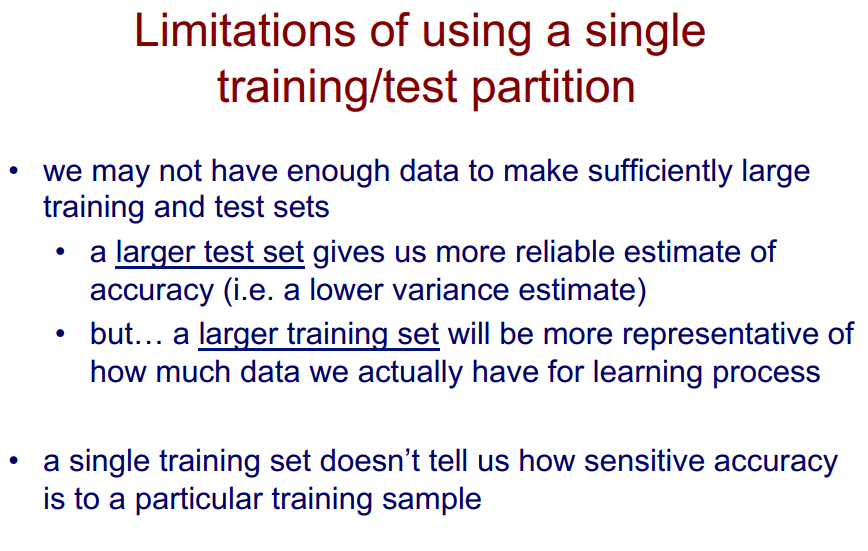 Limitations of using a single
training/test partition
• we may not have enough data to make sufficiently large
training and test sets
• a larger test set gives us more reliable estimate of
accuracy (i.e. a lower variance estimate)
• but… a larger training set will be more representative of
how much data we actually have for learning process
• a single training set doesn’t tell us how sensitive accuracy
is to a particular training sample